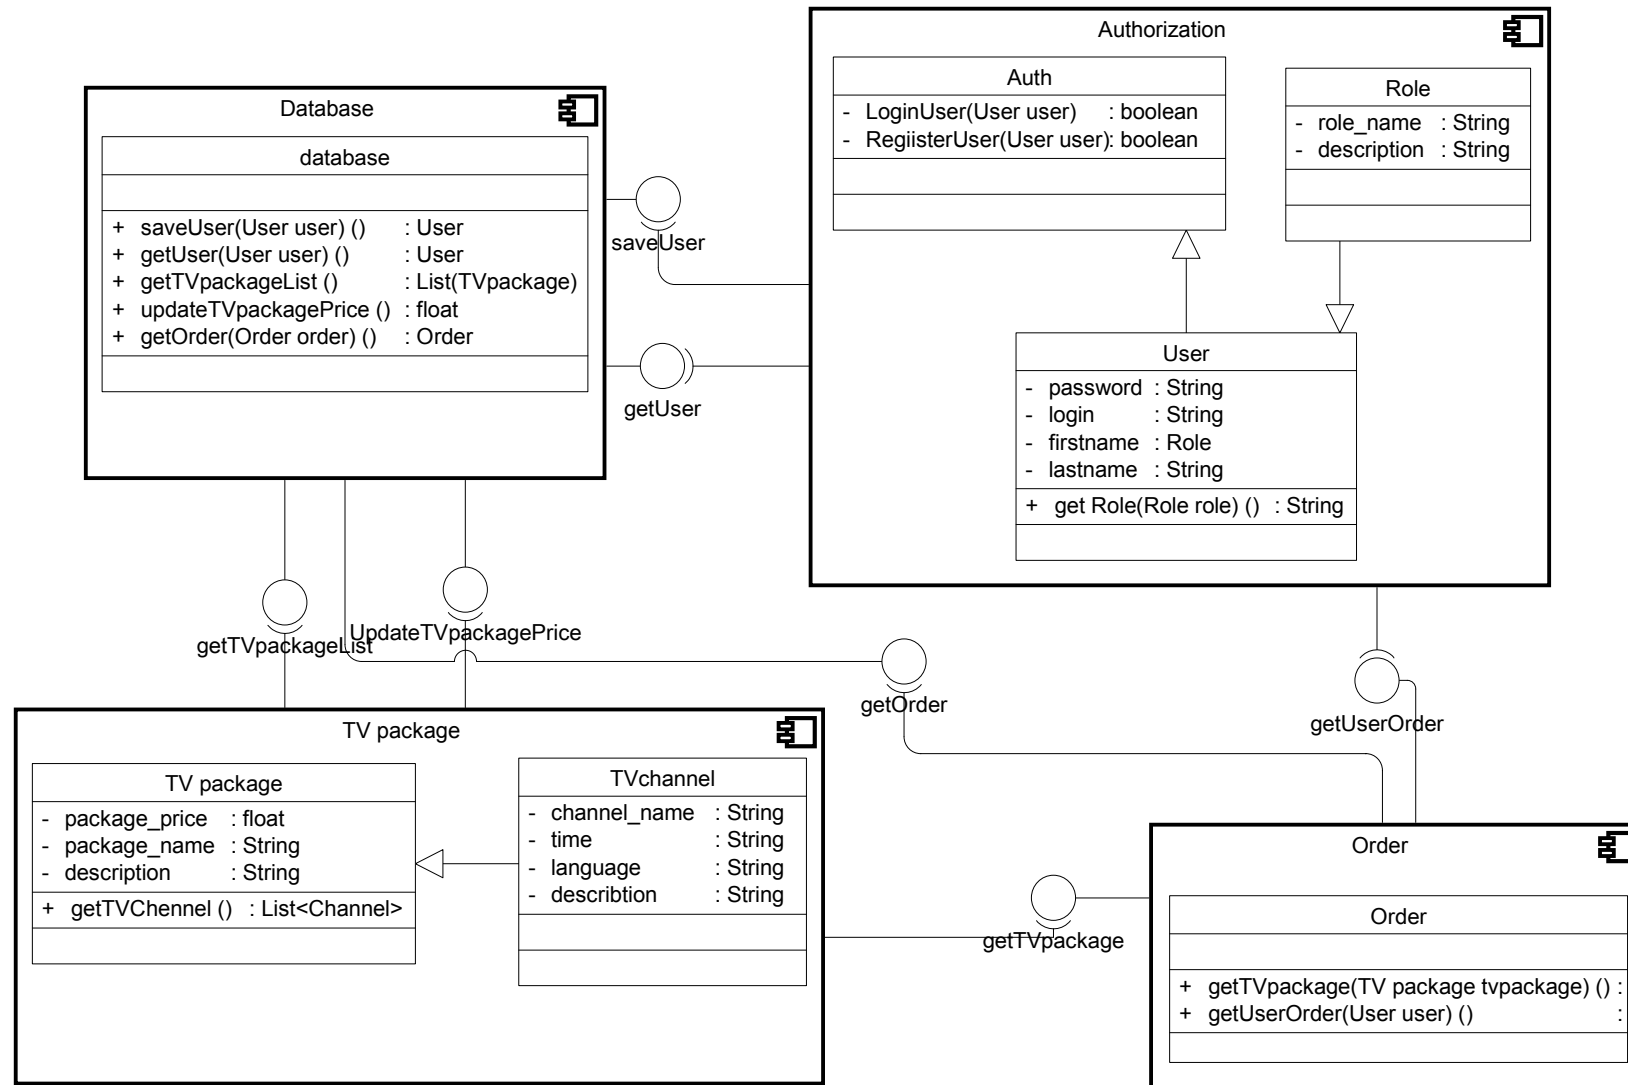 Authorization
Auth
- LoginUser(User user) : boolean
- RegiisterUser(User user): boolean
Role
- role_name : String
- description : String
Database
database
+ saveUser(User user) () : User
+ getUser(User user) () : User
+ getTVpackageList () : List(TVpackage)
+ updateTVpackagePrice () : float
+ getOrder(Order order) () : Order
saveUser
getUser
User
- password : String
- login : String
- firstname : Role
- lastname : String
+ get Role(Role role) () : String
getTVpackageList
UpdateTVpackagePrice
getOrder
getUserOrder
TV package
TV package
- package_price : float
- package_name : String
- description : String
+ getTVChennel () : List<Channel>
TVchannel
- channel_name : String
- time : String
- language : String
- describtion : String
getTVpackage
Order
Order
+ getTVpackage(TV package tvpackage) () :
+ getUserOrder(User user) () :